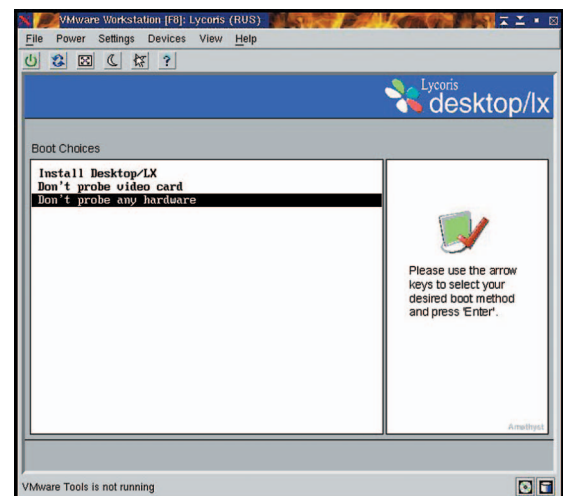 VMware Workstation [F8]: Lycoris (RUS)
File Power Settings Devices View Help
?
Lycoris
desktop/lx
Boot Choices
Install Desktop/LX
Don't probe video card
Don't probe any hardware
Please use the arrow
keys to select your
desired boot method
and press 'Enter'.
Amethyst
VMware Tools is not running